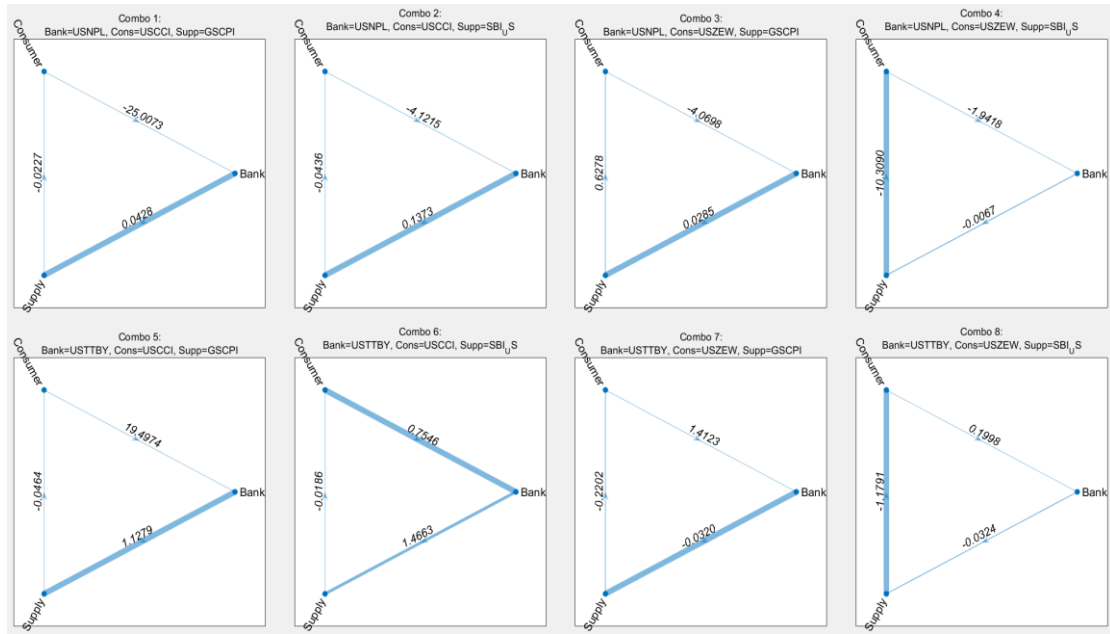 Combo 1:
Bank=USNPL, Cons=USCCI, Supp=GSCPI
Consumer
-25.0073
-0.0227
Bank
0.0428
Supply
Combo 2:
Bank=USNPL, Cons=USCCI, Supp=SBI_US
Consumer
-4.1215
-0.0436
Bank
0.1373
Supply
Combo 3:
Bank=USNPL, Cons=USZEW, Supp=GSCPI
Consumer
-4.0698
0.6278
Bank
0.0285
Supply
Combo 4:
Bank=USNPL, Cons=USZEW, Supp=SBI_US
Consumer
-1.9418
-10.3090
Bank
-0.0067
Supply
Combo 5:
Bank=USTTBY, Cons=USCCI, Supp=GSCPI
Consumer
19.4974
-0.0464
Bank
1.1279
Supply
Combo 6:
Bank=USTTBY, Cons=USCCI, Supp=SBI_US
Consumer
0.7546
-0.0186
Bank
1.4663
Supply
Combo 7:
Bank=USTTBY, Cons=USZEW, Supp=GSCPI
Consumer
1.4123
-0.2202
Bank
-0.0320
Supply
Combo 8:
Bank=USTTBY, Cons=USZEW, Supp=SBI_US
Consumer
0.1998
-1.1791
Bank
-0.0324
Supply